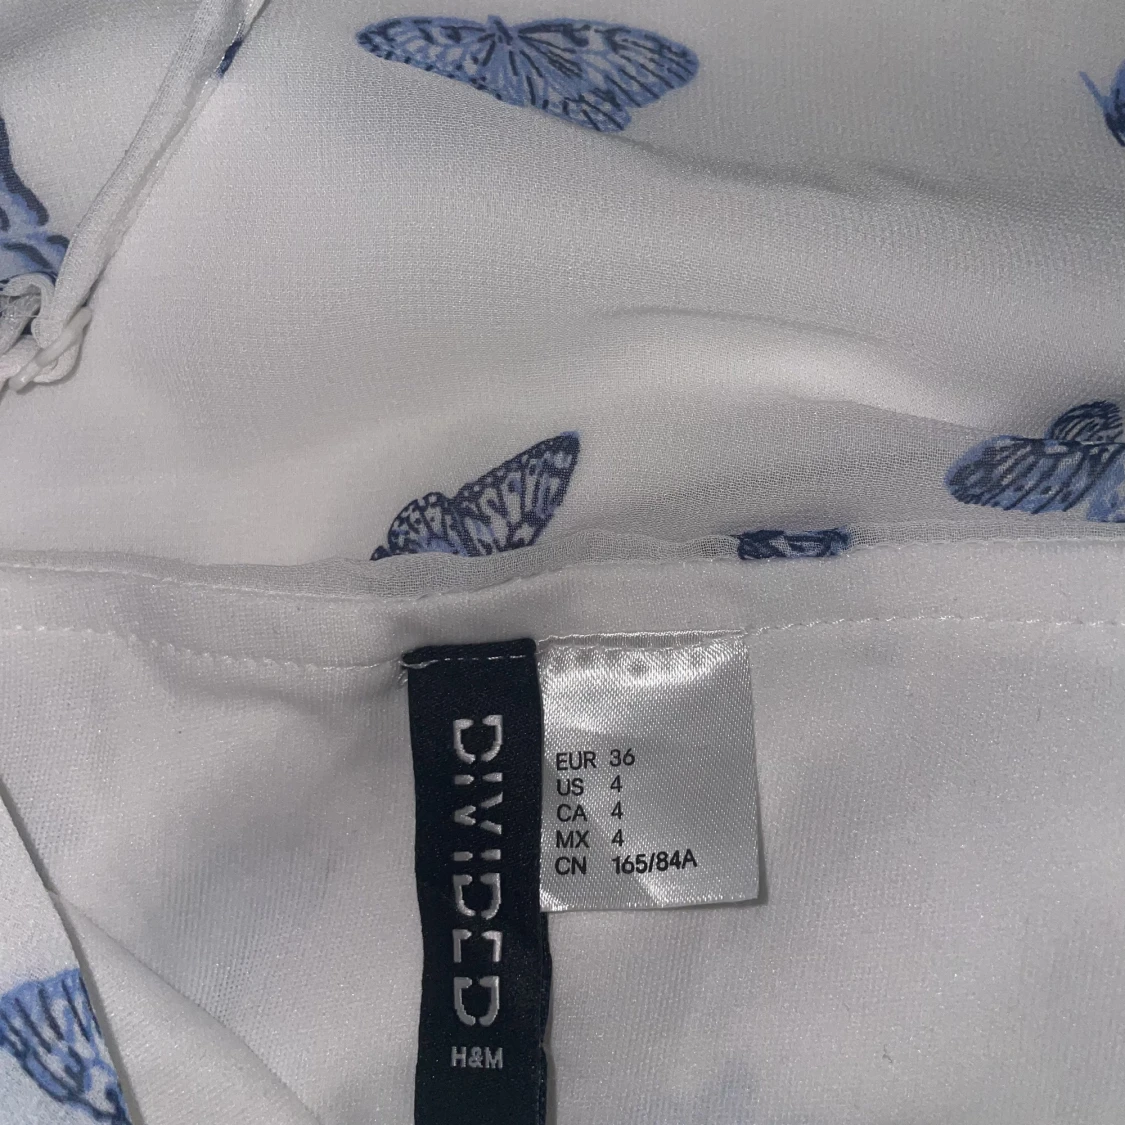 DIVIDED
H&M
EUR 36
US 4
CA 4
MX 4
CN 165/84A